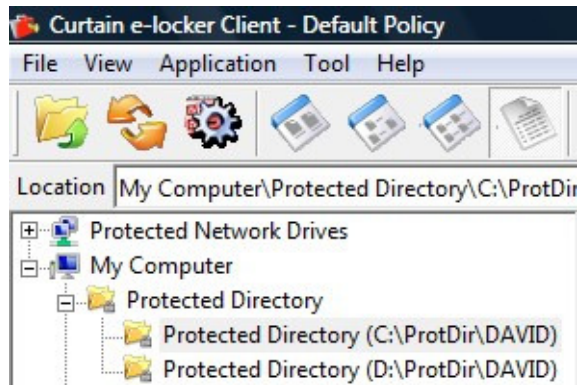 Curtain e-locker Client - Default Policy
File View Application Tool Help
Location My Computer\Protected Directory\C:\ProtDir
Protected Network Drives
My Computer
Protected Directory
Protected Directory (C:\ProtDir\DAVID)
Protected Directory (D:\ProtDir\DAVID)